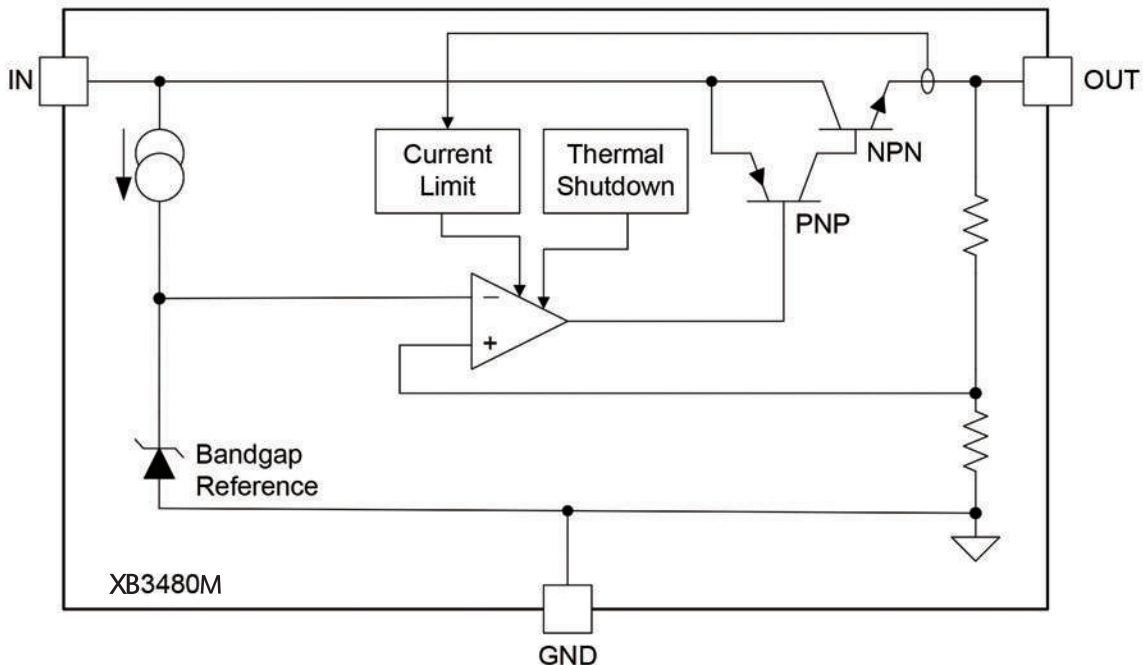 IN
OUT
Current
Limit
Thermal
Shutdown
NPN
PNP
−
+
Bandgap
Reference
XB3480M
GND